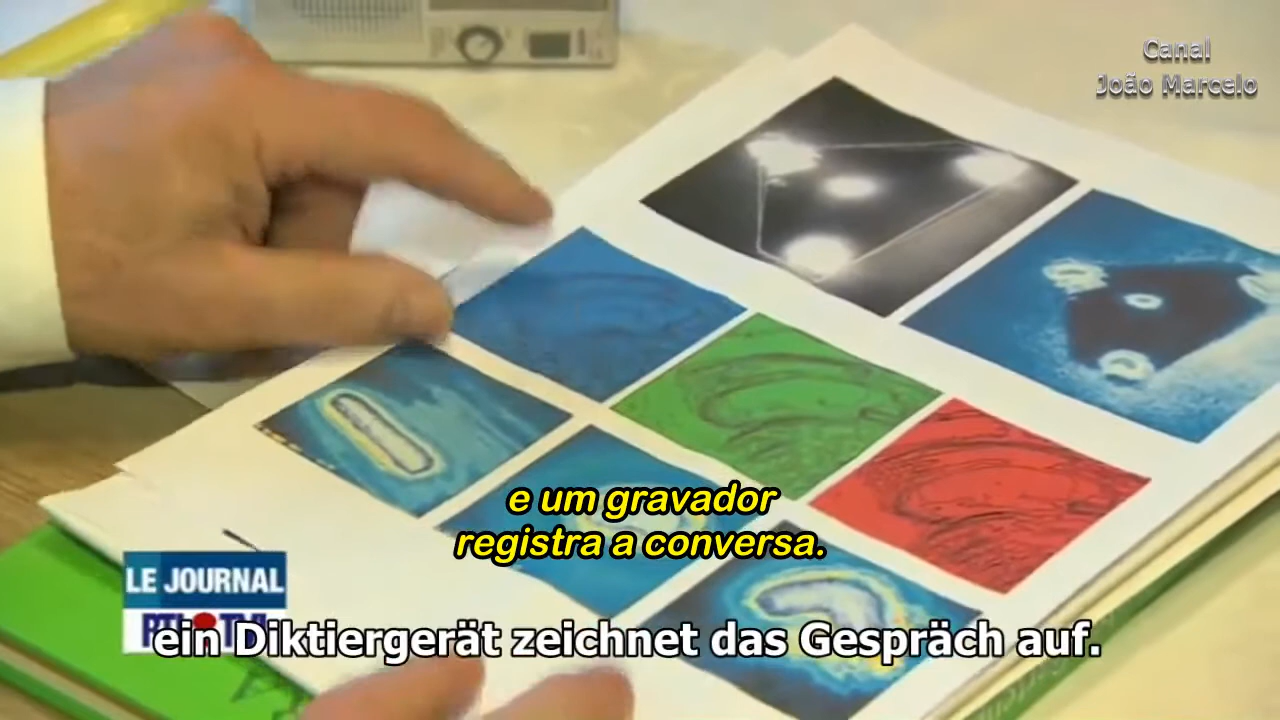 Canal
João Marcelo
e um gravador
registra a conversa.
LE JOURNAL
ein Diktiergerät zeichnet das Gespräch auf.